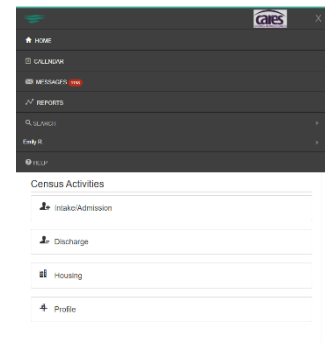 cares X
HOME
CALENDAR
MESSAGES
REPORTS
SEARCH
Emily R.
HELP
Census Activities
Intake/Admission
Discharge
Housing
Profile